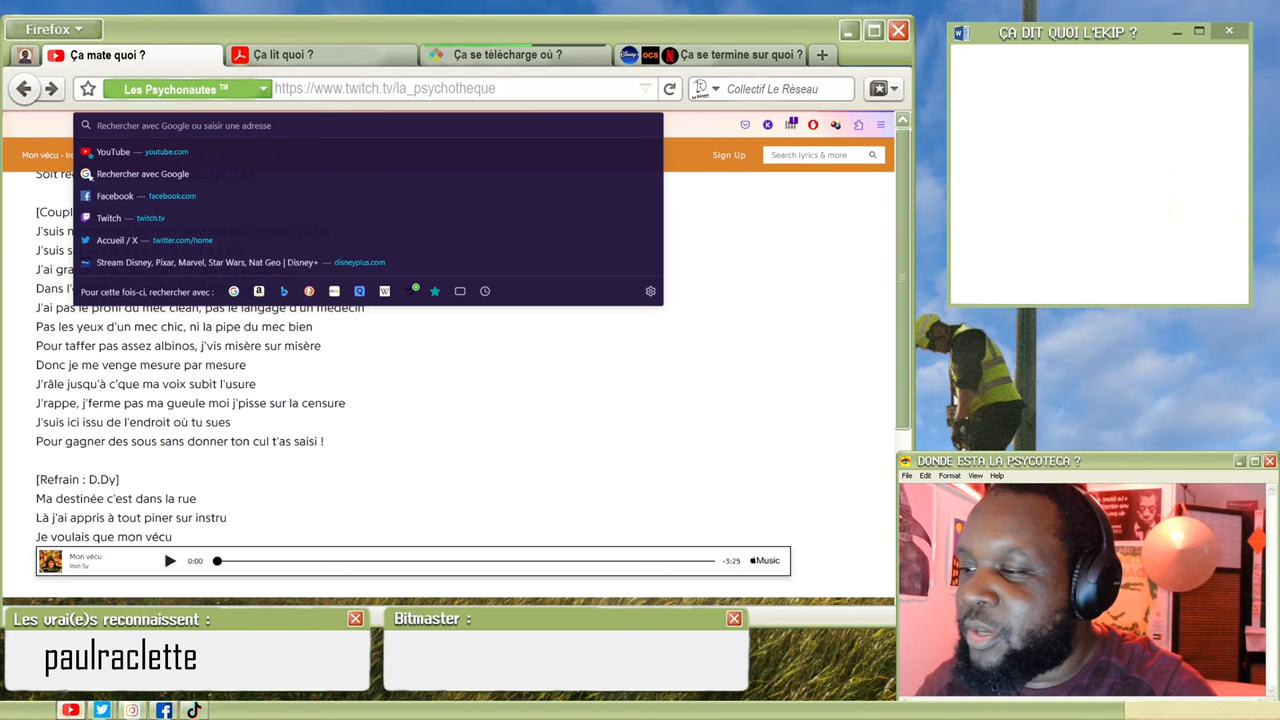 Firefox
Ça mate quoi ?
Ça lit quoi ?
Ça se télécharge où ?
Disney+
OCS
Ça se termine sur quoi ?
Les Psychonautes ™
https://www.twitch.tv/la_psychotheque
Collectif Le Réseau
Rechercher avec Google ou saisir une adresse
YouTube — youtube.com
Rechercher avec Google
Facebook — facebook.com
Twitch — twitch.tv
Accueil / X — twitter.com/home
Stream Disney, Pixar, Marvel, Star Wars, Nat Geo | Disney+ — disneyplus.com
Pour cette fois-ci, rechercher avec :
Mon vécu -
Sign Up
Search lyrics & more
[Coupl
J'suis
J'suis
J'ai
Dans l'
J'ai pas le profil du mec clean, pas le langage d'un médecin
Pas les yeux d'un mec chic, ni la pipe du mec bien
Pour taffer pas assez albinos, j'vis misère sur misère
Donc je me venge mesure par mesure
J'râle jusqu'à c'que ma voix subit l'usure
J'rappe, j'ferme pas ma gueule moi j'pisse sur la censure
J'suis ici issu de l'endroit où tu sues
Pour gagner des sous sans donner ton cul t'as saisi !
[Refrain : D.Dy]
Ma destinée c'est dans la rue
Là j'ai appris à tout piner sur instru
Je voulais que mon vécu
Mon vécu
Iron Sy
0:00
-3:25
Music
ÇA DIT QUOI L'EKIP ?
DONDE ESTA LA PSYCOTECA ?
File Edit Format View Help
Les vrai(e)s reconnaissent :
paulraclette
Bitmaster :